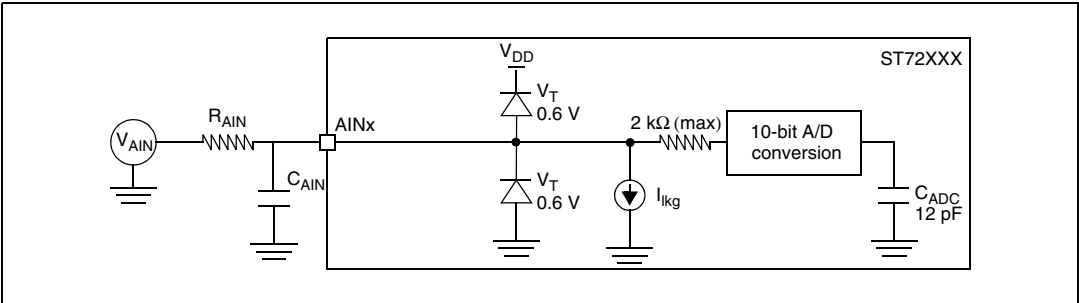 V_DD
ST72XXX
V_T
0.6 V
R_AIN
AINx
2 kΩ (max)
10-bit A/D
conversion
V_AIN
C_AIN
V_T
0.6 V
I_lkg
C_ADC
12 pF